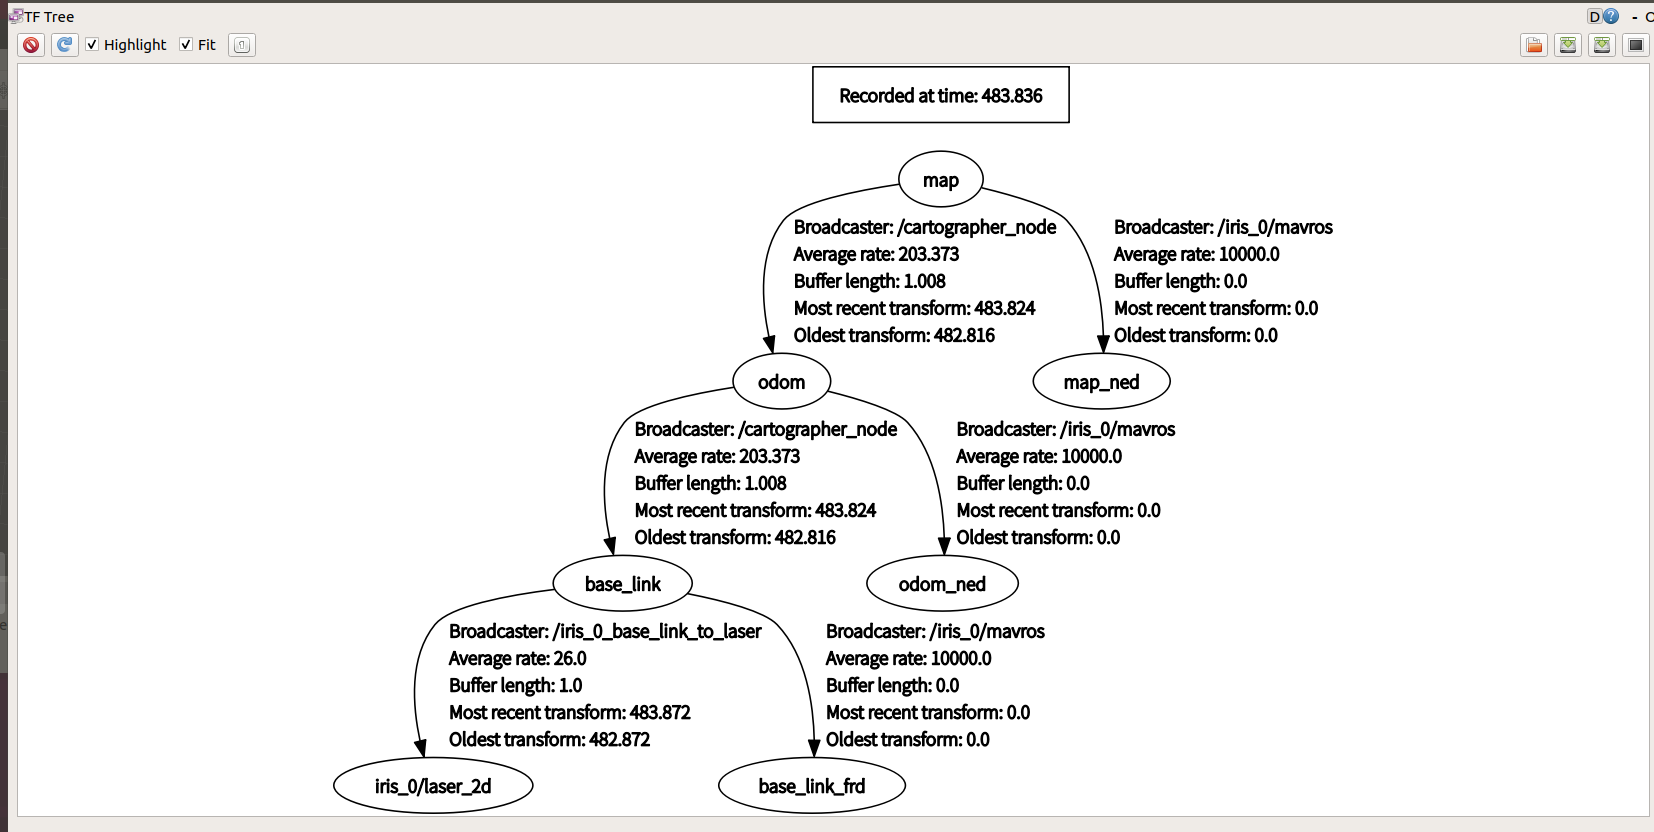 TF Tree
D
Highlight
Fit
Recorded at time: 483.836
map
Broadcaster: /cartographer_node
Average rate: 203.373
Buffer length: 1.008
Most recent transform: 483.824
Oldest transform: 482.816
Broadcaster: /iris_0/mavros
Average rate: 10000.0
Buffer length: 0.0
Most recent transform: 0.0
Oldest transform: 0.0
odom
map_ned
Broadcaster: /cartographer_node
Average rate: 203.373
Buffer length: 1.008
Most recent transform: 483.824
Oldest transform: 482.816
Broadcaster: /iris_0/mavros
Average rate: 10000.0
Buffer length: 0.0
Most recent transform: 0.0
Oldest transform: 0.0
base_link
odom_ned
Broadcaster: /iris_0_base_link_to_laser
Average rate: 26.0
Buffer length: 1.0
Most recent transform: 483.872
Oldest transform: 482.872
Broadcaster: /iris_0/mavros
Average rate: 10000.0
Buffer length: 0.0
Most recent transform: 0.0
Oldest transform: 0.0
iris_0/laser_2d
base_link_frd